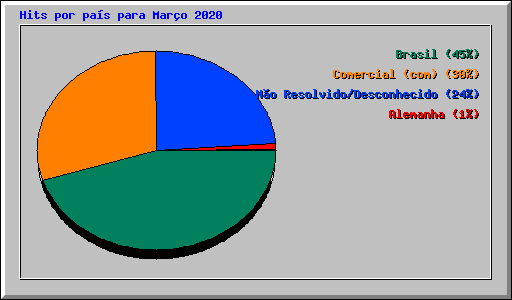 Hits por país para Março 2020
Brasil (45%)
Comercial (com) (30%)
Não Resolvido/Desconhecido (24%)
Alemanha (1%)